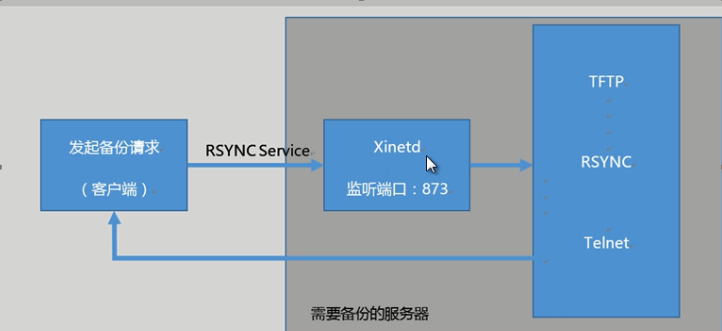 发起备份请求
（客户端）
RSYNC Service
Xinetd
监听端口：873
TFTP
RSYNC
Telnet
需要备份的服务器